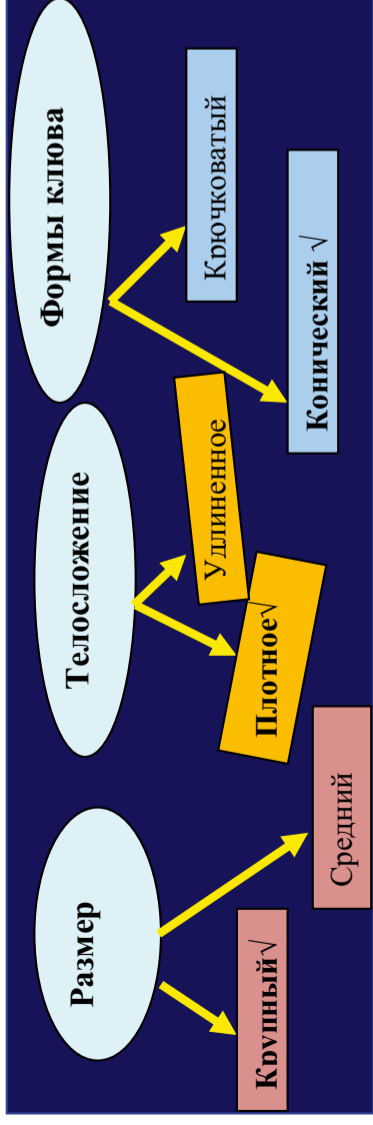 Размер
Крупный√
Средний
Телосложение
Плотное√
Удлиненное
Формы клюва
Конический √
Крючковатый